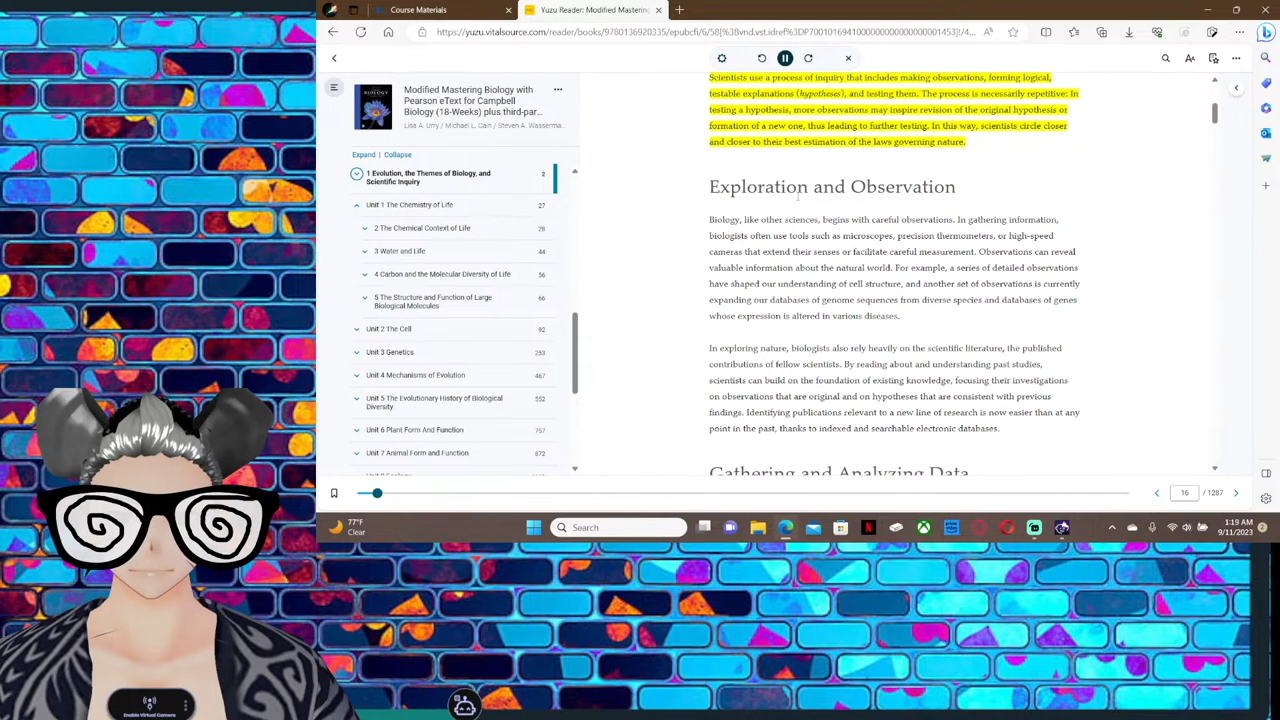 Course Materials
Yuzu Reader: Modified Mastering
https://yuzu.vitalsource.com/reader/books/9780136920335/epubcfi/6/58[%3Bvnd.vst.idref%3DP7001016941000000000000000001453]!/4...
Modified Mastering Biology with
Pearson eText for Campbell
Biology (18-Weeks) plus third-par...
Lisa A. Urry / Michael L. Cain / Steven A. Wasserma...
Expand | Collapse
1 Evolution, the Themes of Biology, and
Scientific Inquiry 2
Unit 1 The Chemistry of Life 27
2 The Chemical Context of Life 28
3 Water and Life 44
4 Carbon and the Molecular Diversity of Life 56
5 The Structure and Function of Large
Biological Molecules 66
Unit 2 The Cell 92
Unit 3 Genetics 253
Unit 4 Mechanisms of Evolution 467
Unit 5 The Evolutionary History of Biological
Diversity 552
Unit 6 Plant Form And Function 757
Unit 7 Animal Form and Function 872
Scientists use a process of inquiry that includes making observations, forming logical,
testable explanations (hypotheses), and testing them. The process is necessarily repetitive: In
testing a hypothesis, more observations may inspire revision of the original hypothesis or
formation of a new one, thus leading to further testing. In this way, scientists circle closer
and closer to their best estimation of the laws governing nature.
Exploration and Observation
Biology, like other sciences, begins with careful observations. In gathering information,
biologists often use tools such as microscopes, precision thermometers, or high-speed
cameras that extend their senses or facilitate careful measurement. Observations can reveal
valuable information about the natural world. For example, a series of detailed observations
have shaped our understanding of cell structure, and another set of observations is currently
expanding our databases of genome sequences from diverse species and databases of genes
whose expression is altered in various diseases.
In exploring nature, biologists also rely heavily on the scientific literature, the published
contributions of fellow scientists. By reading about and understanding past studies,
scientists can build on the foundation of existing knowledge, focusing their investigations
on observations that are original and on hypotheses that are consistent with previous
findings. Identifying publications relevant to a new line of research is now easier than at any
point in the past, thanks to indexed and searchable electronic databases.
Gathering and Analyzing Data
16 / 1287
77°F
Clear
Search
1:19 AM
9/11/2023
Enable Virtual Camera